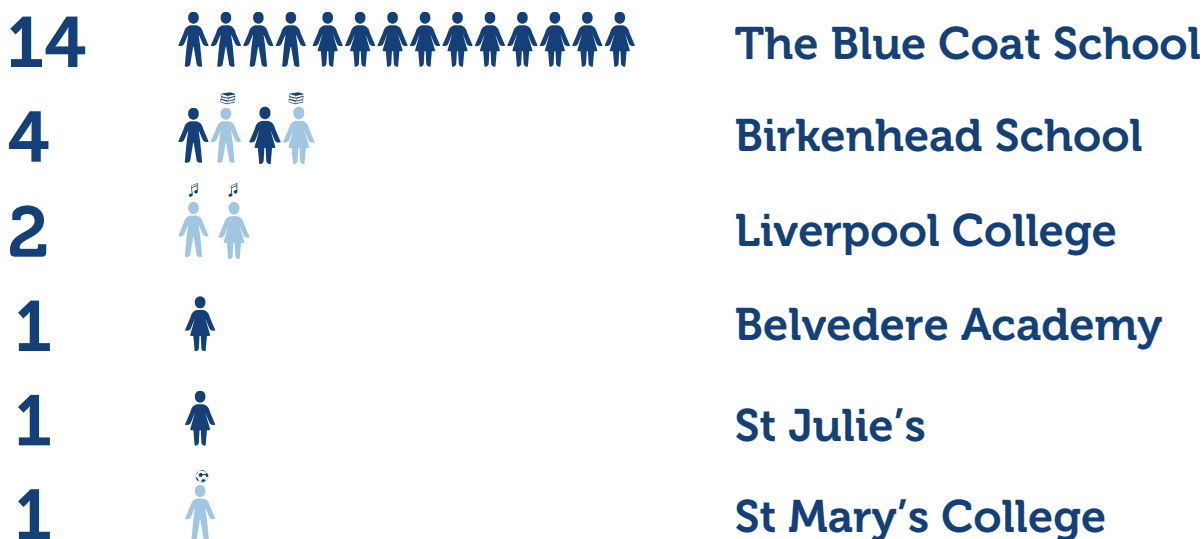 14 The Blue Coat School
4 Birkenhead School
2 Liverpool College
1 Belvedere Academy
1 St Julie’s
1 St Mary’s College